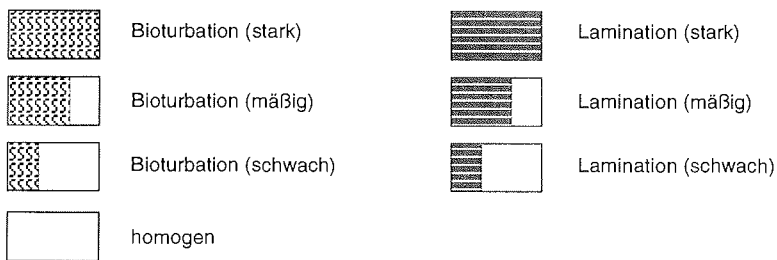 Bioturbation (stark)
Lamination (stark)
Bioturbation (mäßig)
Lamination (mäßig)
Bioturbation (schwach)
Lamination (schwach)
homogen